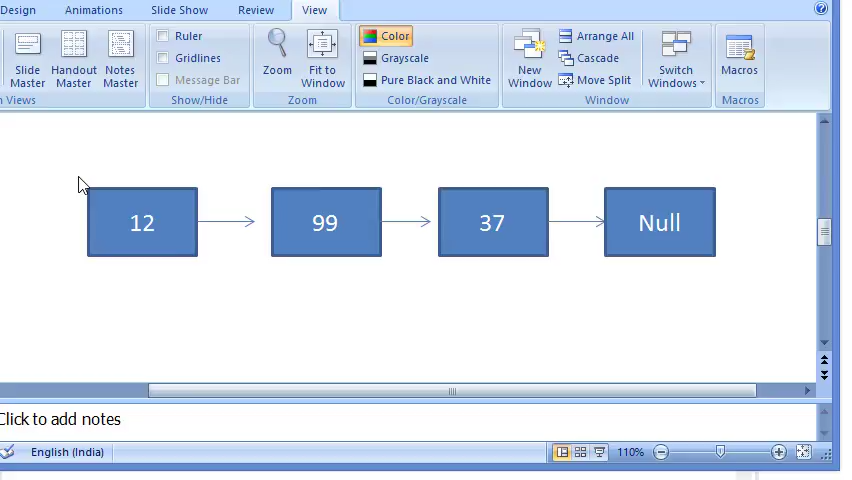 Design Animations Slide Show Review View
Slide Master
Handout Master
Notes Master
n Views
Ruler
Gridlines
Message Bar
Show/Hide
Zoom
Fit to Window
Zoom
Color
Grayscale
Pure Black and White
Color/Grayscale
New Window
Arrange All
Cascade
Move Split
Window
Switch Windows
Macros
Macros
12 99 37 Null
Click to add notes
English (India) 110%